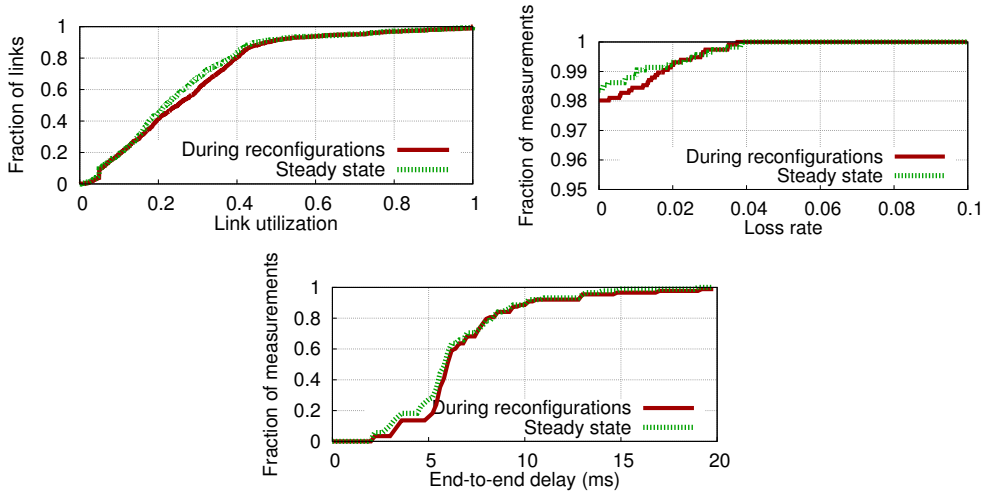 Fraction of links
1
0.8
0.6
0.4
0.2
0
During reconfigurations
Steady state
0 0.2 0.4 0.6 0.8 1
Link utilization
Fraction of measurements
1
0.99
0.98
0.97
0.96
0.95
During reconfigurations
Steady state
0 0.02 0.04 0.06 0.08 0.1
Loss rate
Fraction of measurements
1
0.8
0.6
0.4
0.2
0
During reconfigurations
Steady state
0 5 10 15 20
End-to-end delay (ms)